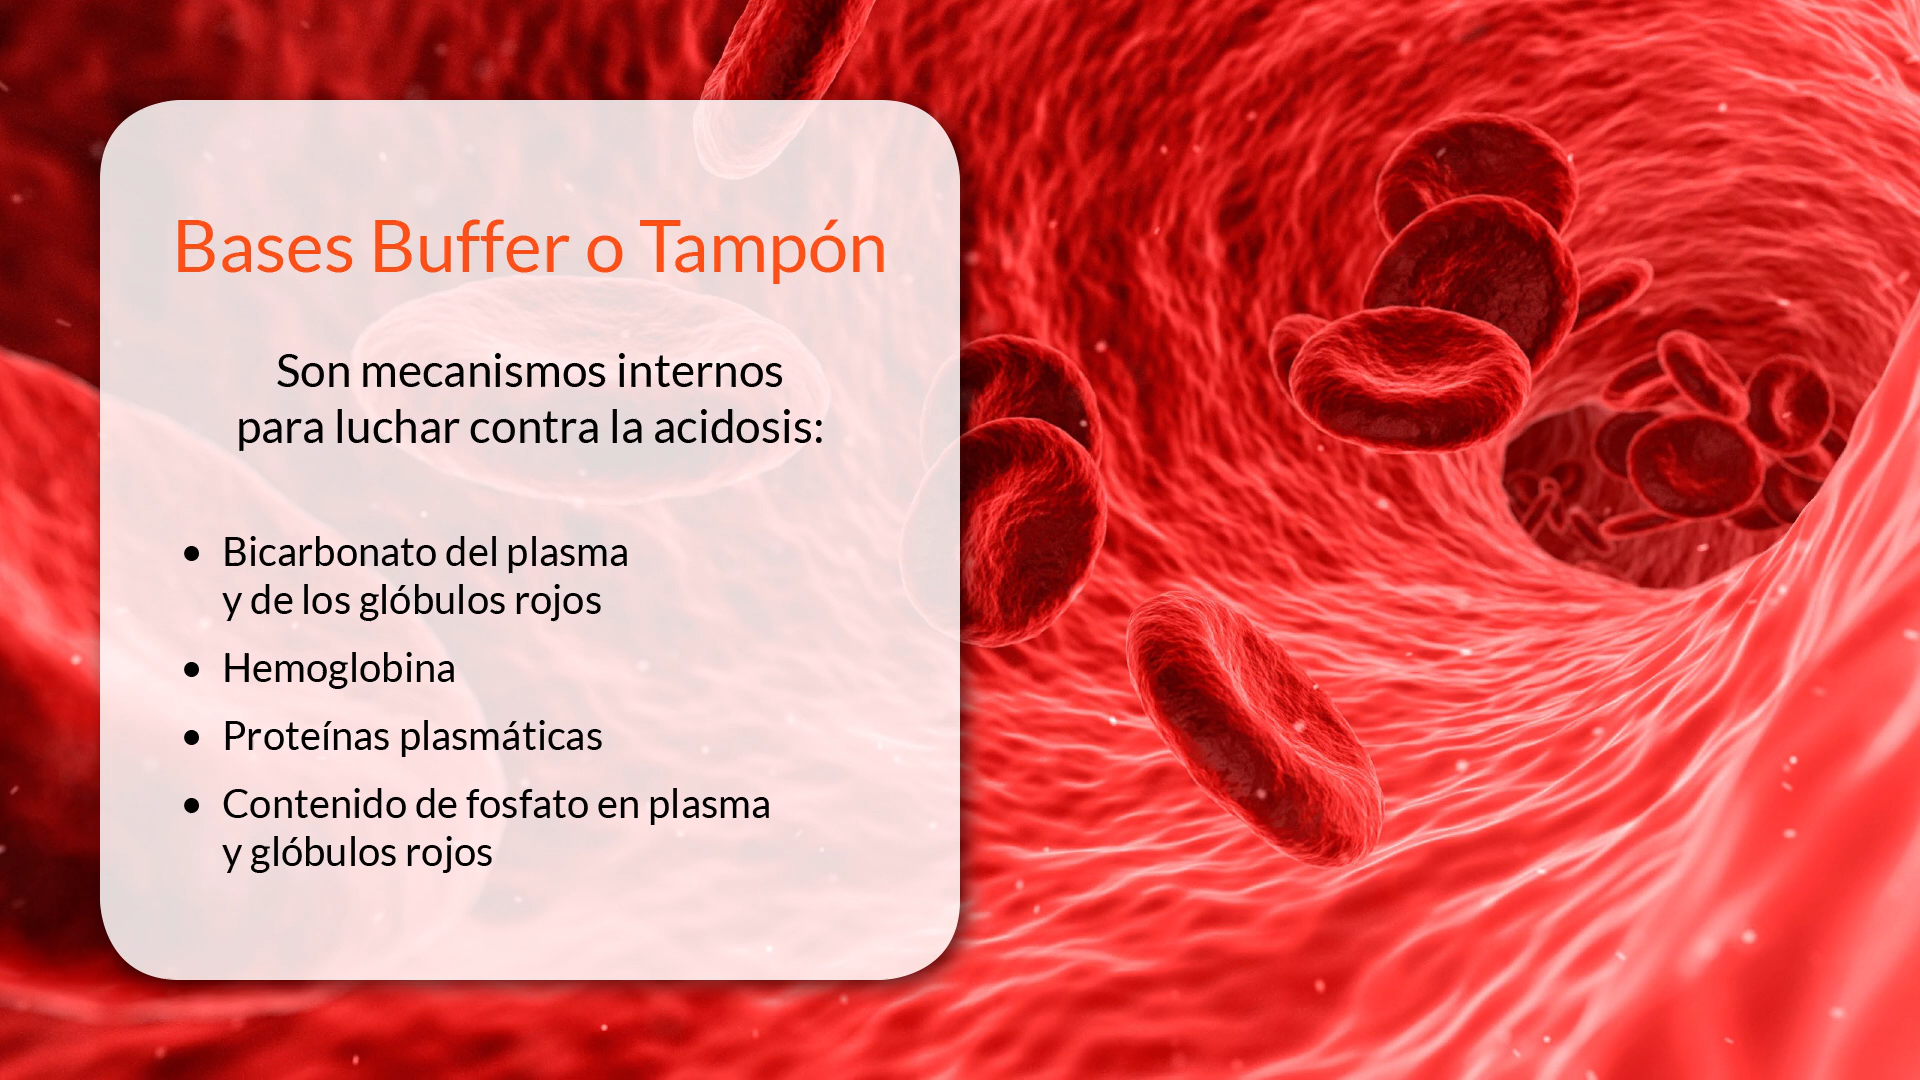 Bases Buffer o Tampón
Son mecanismos internos
para luchar contra la acidosis:
• Bicarbonato del plasma
y de los glóbulos rojos
• Hemoglobina
• Proteínas plasmáticas
• Contenido de fosfato en plasma
y glóbulos rojos